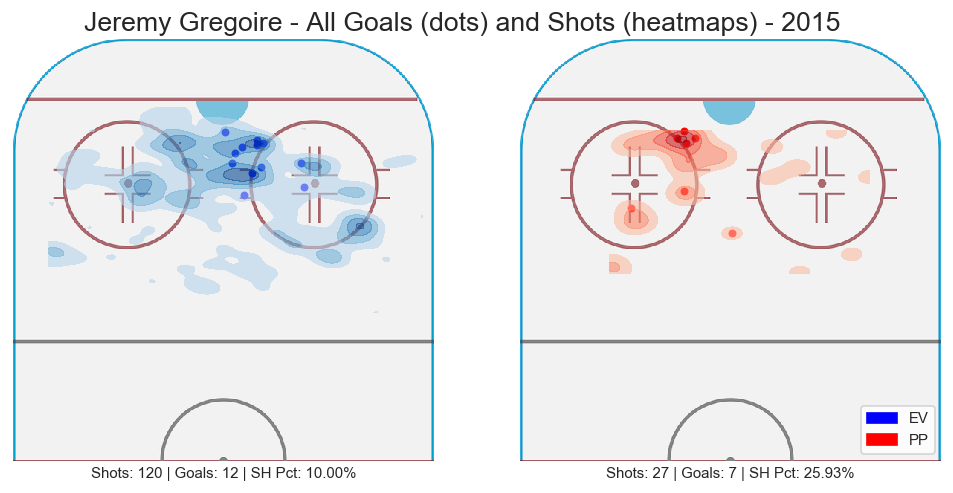 Jeremy Gregoire - All Goals (dots) and Shots (heatmaps) - 2015
EV
PP
Shots: 120 | Goals: 12 | SH Pct: 10.00%
Shots: 27 | Goals: 7 | SH Pct: 25.93%